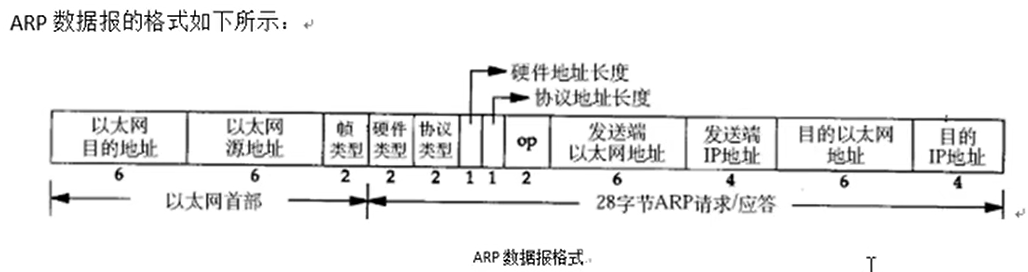 ARP 数据报的格式如下所示：
硬件地址长度
协议地址长度
以太网 以太网 帧 硬件 协议 op 发送端 发送端 目的以太网 目的
目的地址 源地址 类型 类型 类型 以太网地址 IP地址 地址 IP地址
6 6 2 2 2 1 1 2 6 4 6 4
以太网首部 28字节ARP请求/应答
ARP 数据报格式